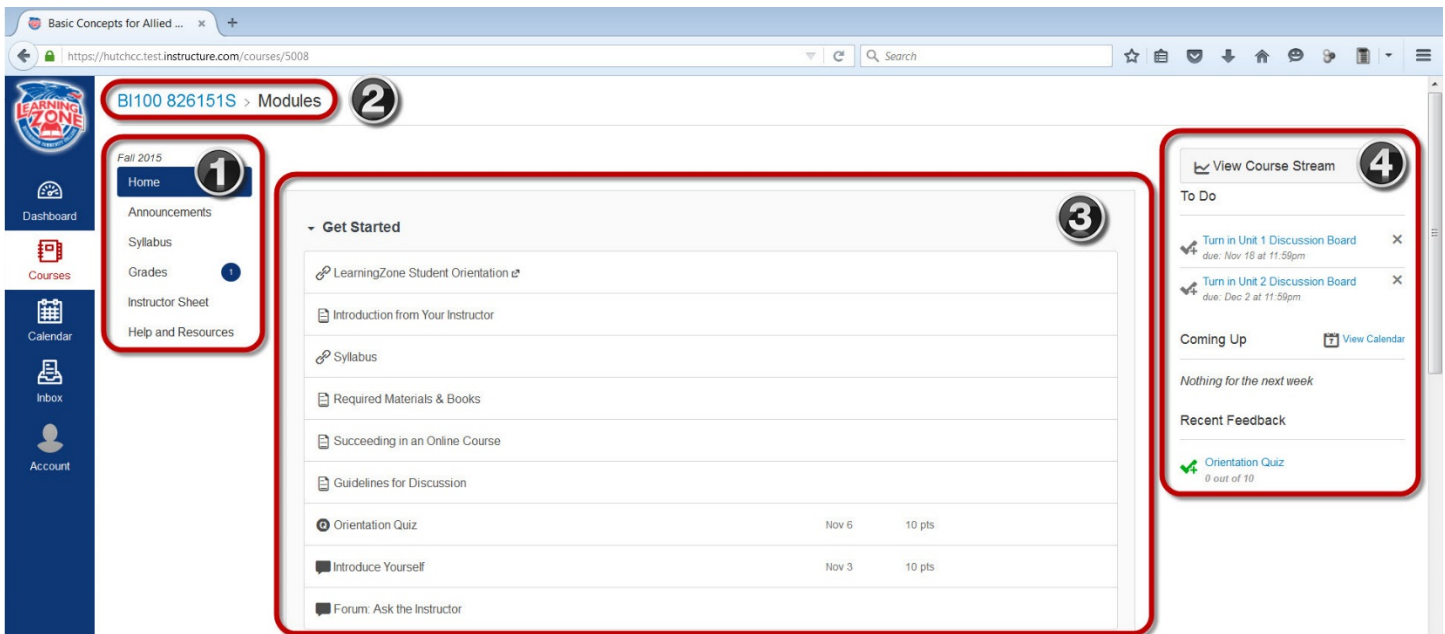 Basic Concepts for Allied ... × +
https://hutchcc.test.instructure.com/courses/5008
Search
LEARNING
ZONE
BI100 826151S > Modules
2
Fall 2015
1
Home
Announcements
Syllabus
Grades 1
Instructor Sheet
Help and Resources
Dashboard
Courses
Calendar
Inbox
Account
3
Get Started
LearningZone Student Orientation
Introduction from Your Instructor
Syllabus
Required Materials & Books
Succeeding in an Online Course
Guidelines for Discussion
Orientation Quiz Nov 6 10 pts
Introduce Yourself Nov 3 10 pts
Forum: Ask the Instructor
View Course Stream
4
To Do
Turn in Unit 1 Discussion Board ×
due: Nov 18 at 11:59pm
Turn in Unit 2 Discussion Board ×
due: Dec 2 at 11:59pm
Coming Up 7 View Calendar
Nothing for the next week
Recent Feedback
Orientation Quiz
0 out of 10